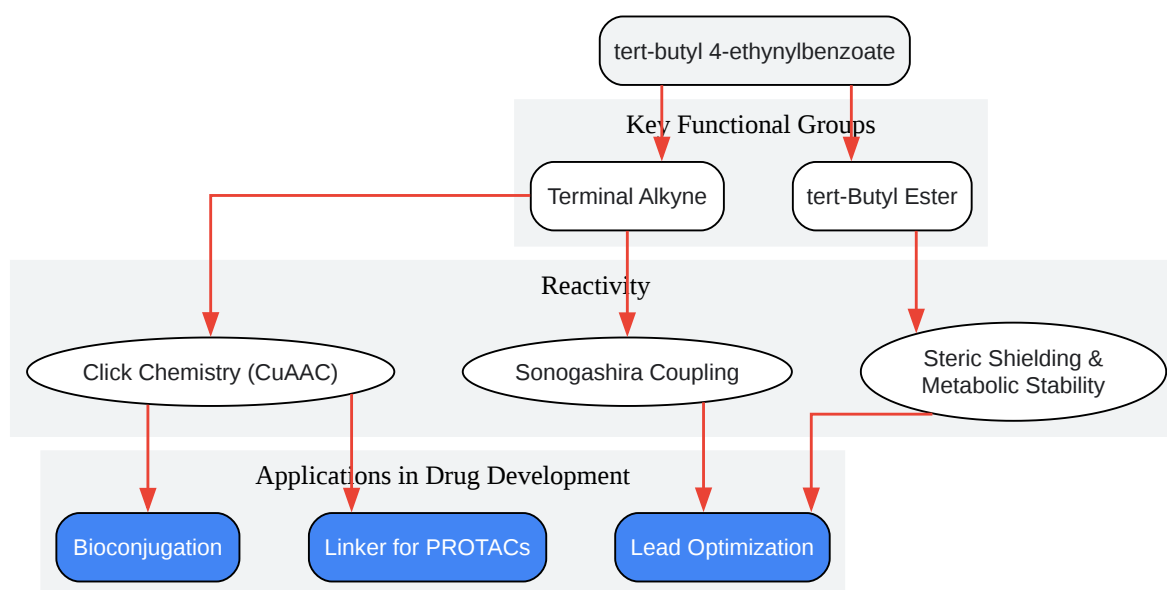 tert-butyl 4-ethynylbenzoate
Key Functional Groups
Terminal Alkyne
tert-Butyl Ester
Reactivity
Click Chemistry (CuAAC)
Sonogashira Coupling
Steric Shielding &
Metabolic Stability
Applications in Drug Development
Bioconjugation
Linker for PROTACs
Lead Optimization